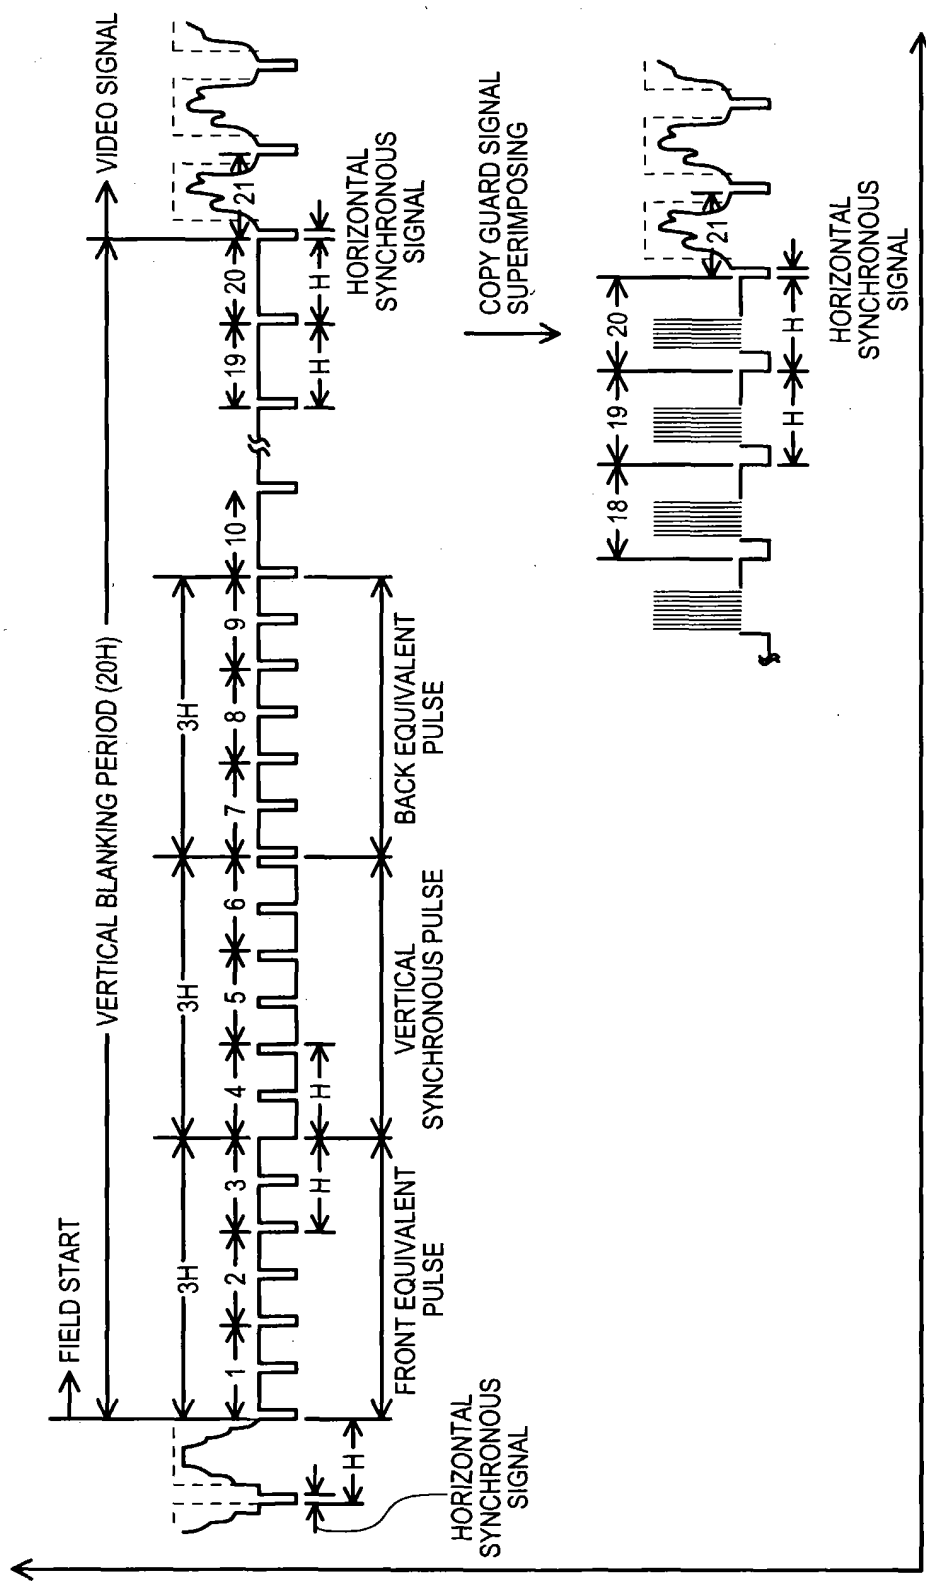 FIELD START
VERTICAL BLANKING PERIOD (20H)
VIDEO SIGNAL
3H
3H
3H
1
2
3
4
5
6
7
8
9
10
19
20
21
H
H
H
H
H
HORIZONTAL
SYNCHRONOUS
SIGNAL
FRONT EQUIVALENT
PULSE
VERTICAL
SYNCHRONOUS PULSE
BACK EQUIVALENT
PULSE
HORIZONTAL
SYNCHRONOUS
SIGNAL
COPY GUARD SIGNAL
SUPERIMPOSING
18
19
20
21
H
H
HORIZONTAL
SYNCHRONOUS
SIGNAL